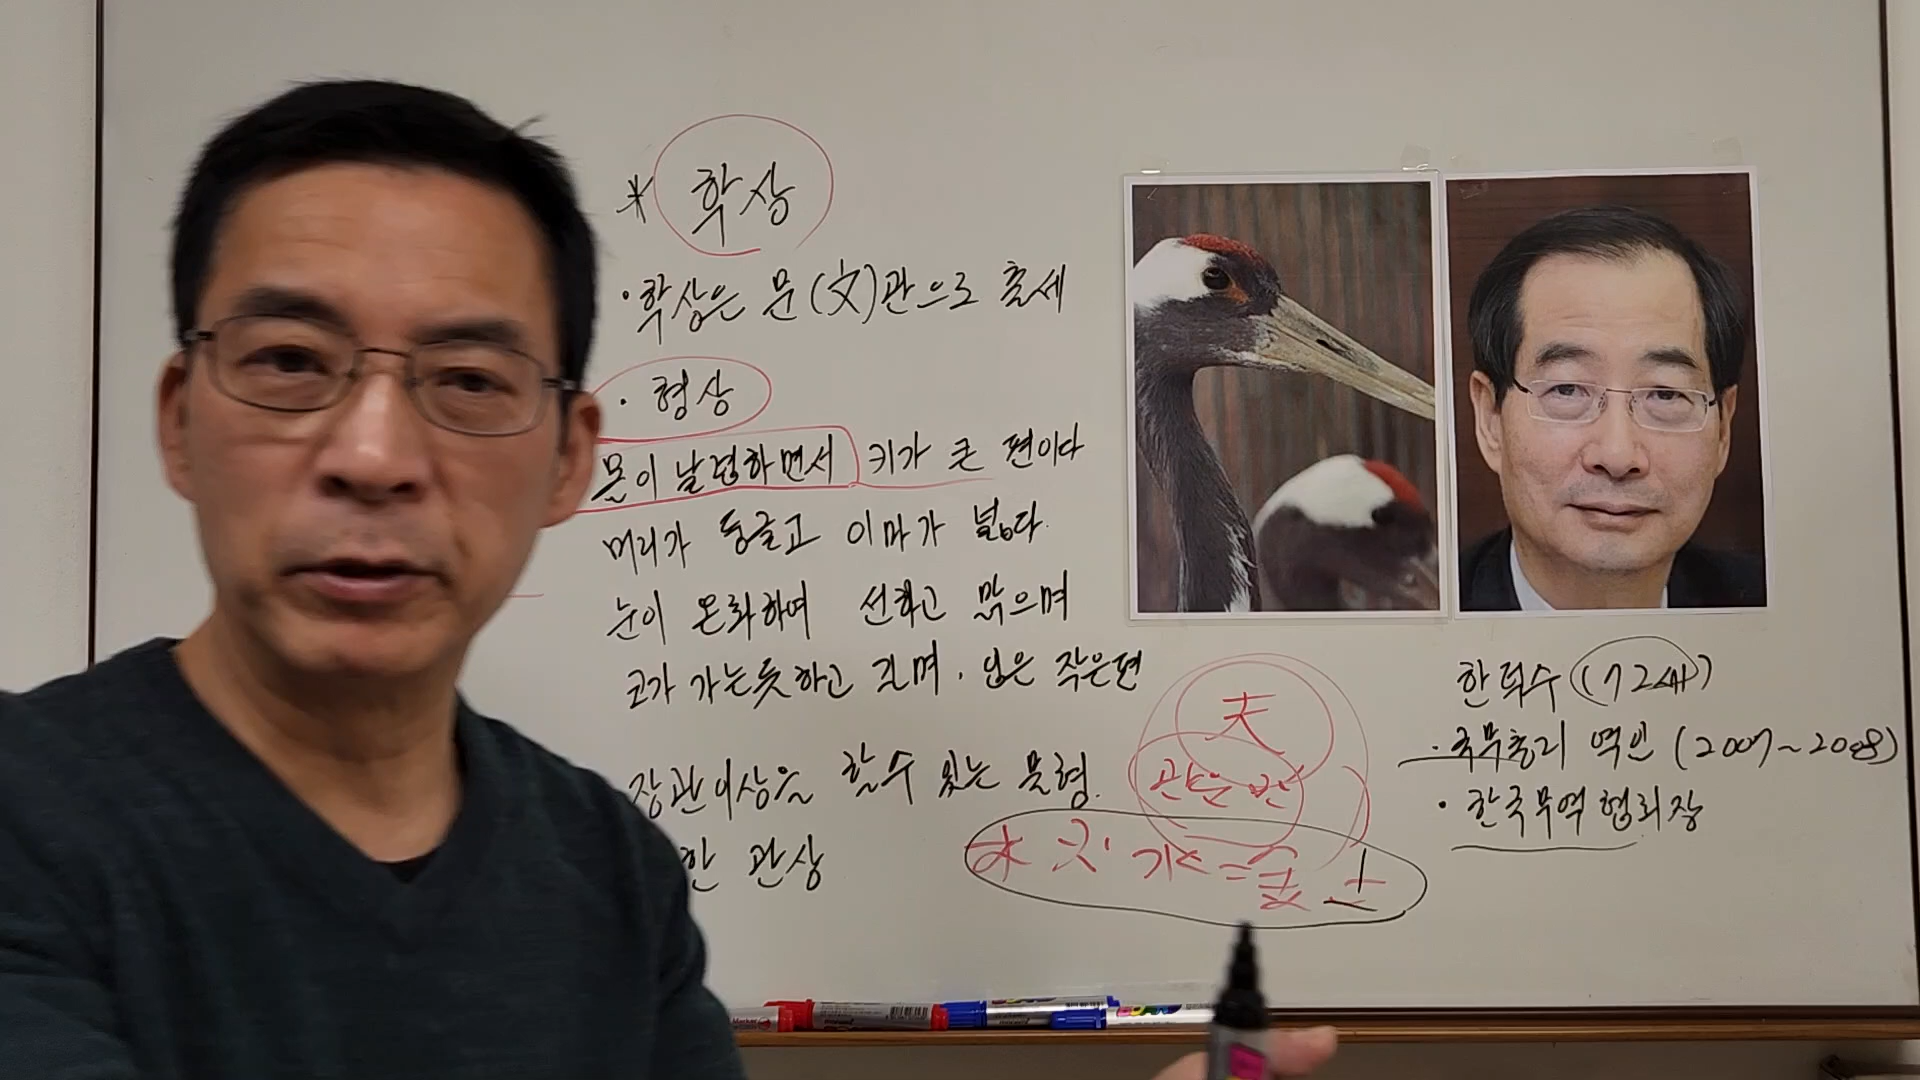 * 학상
· 학상은 문(文)관으로 출세
· 형상
몸이 날렵하면서 키가 큰 편이다
머리가 둥글고 이마가 넓다.
눈이 온화하며 선하고 맑으며
코가 가는듯하고 길며, 입은 작은편
장관이상을 할수 있는 물형.
한 관상
夫
한덕수 (72세)
· 국무총리 역임 (2007~2008)
· 한국무역협회장